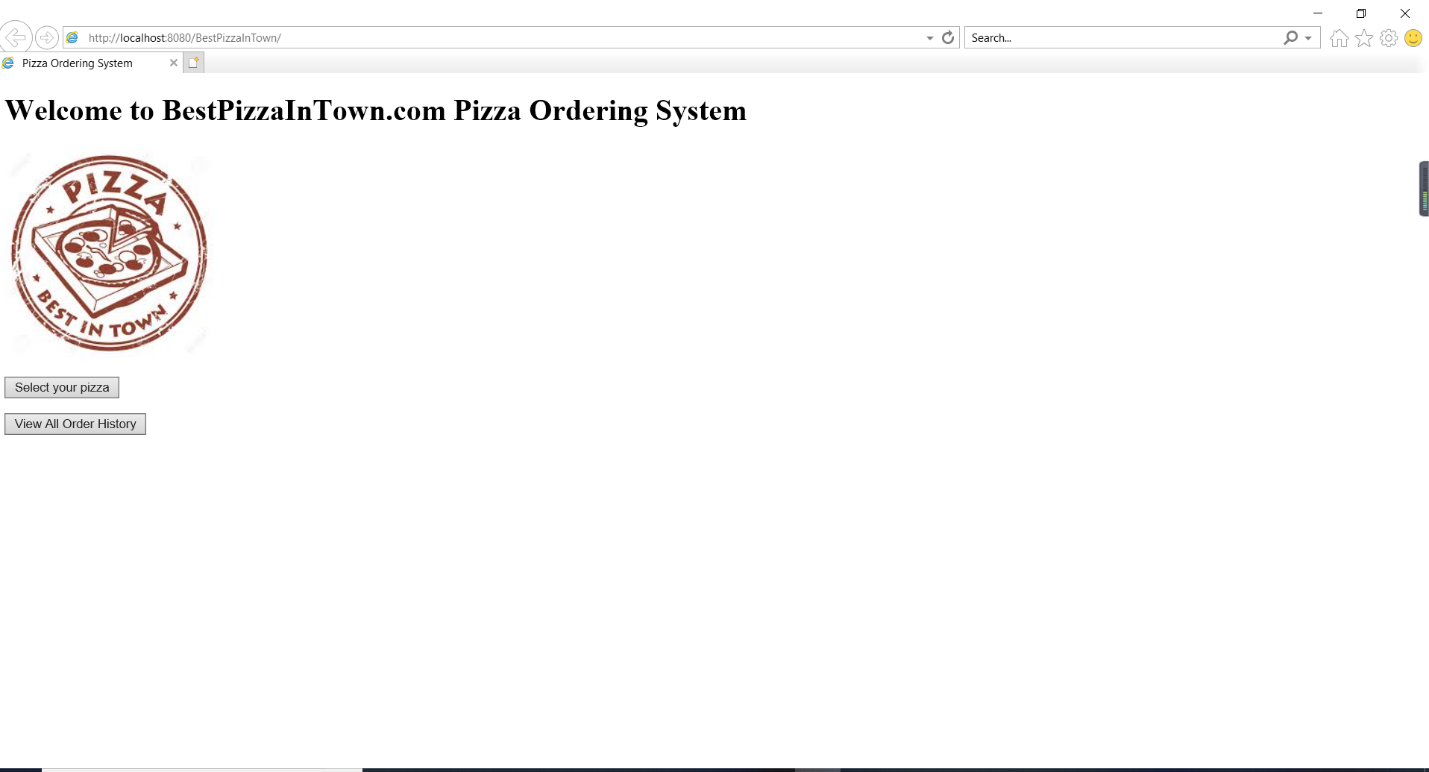 http://localhost:8080/BestPizzaInTown/
Search...
Pizza Ordering System
Welcome to BestPizzaInTown.com Pizza Ordering System
PIZZA
BEST IN TOWN
Select your pizza
View All Order History